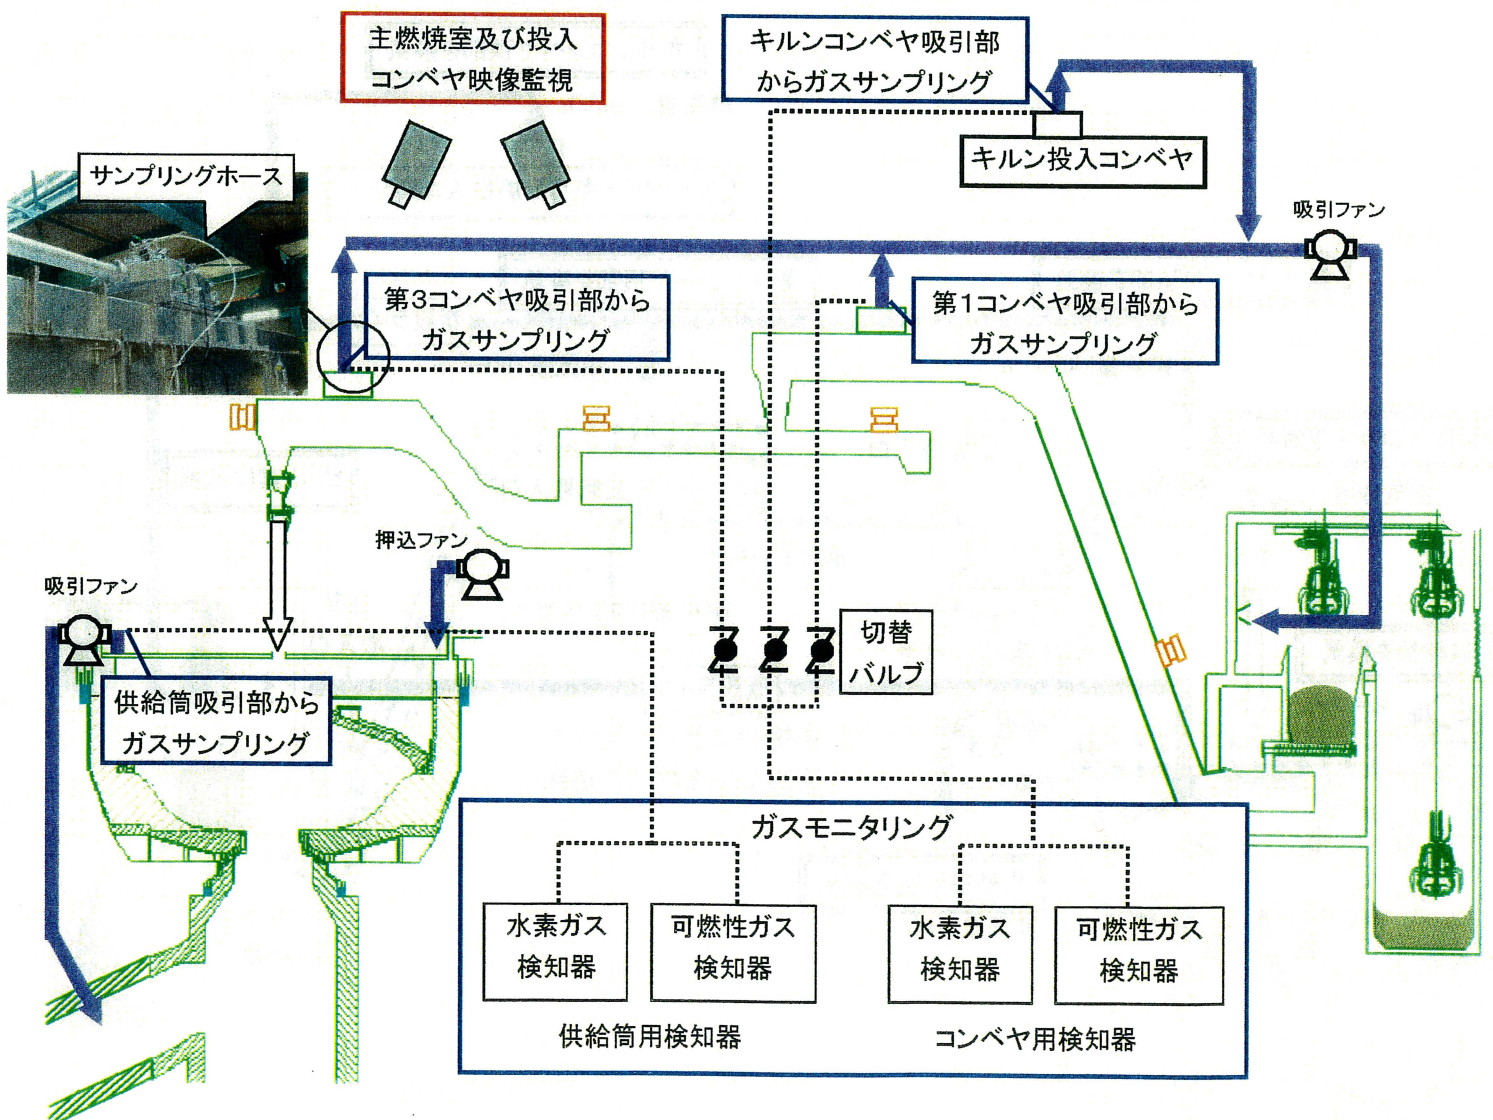 主燃焼室及び投入
コンベヤ映像監視
キルンコンベヤ吸引部
からガスサンプリング
キルン投入コンベヤ
サンプリングホース
吸引ファン
第3コンベヤ吸引部から
ガスサンプリング
第1コンベヤ吸引部から
ガスサンプリング
押込ファン
吸引ファン
切替
バルブ
供給筒吸引部から
ガスサンプリング
ガスモニタリング
水素ガス
検知器
可燃性ガス
検知器
水素ガス
検知器
可燃性ガス
検知器
供給筒用検知器
コンベヤ用検知器